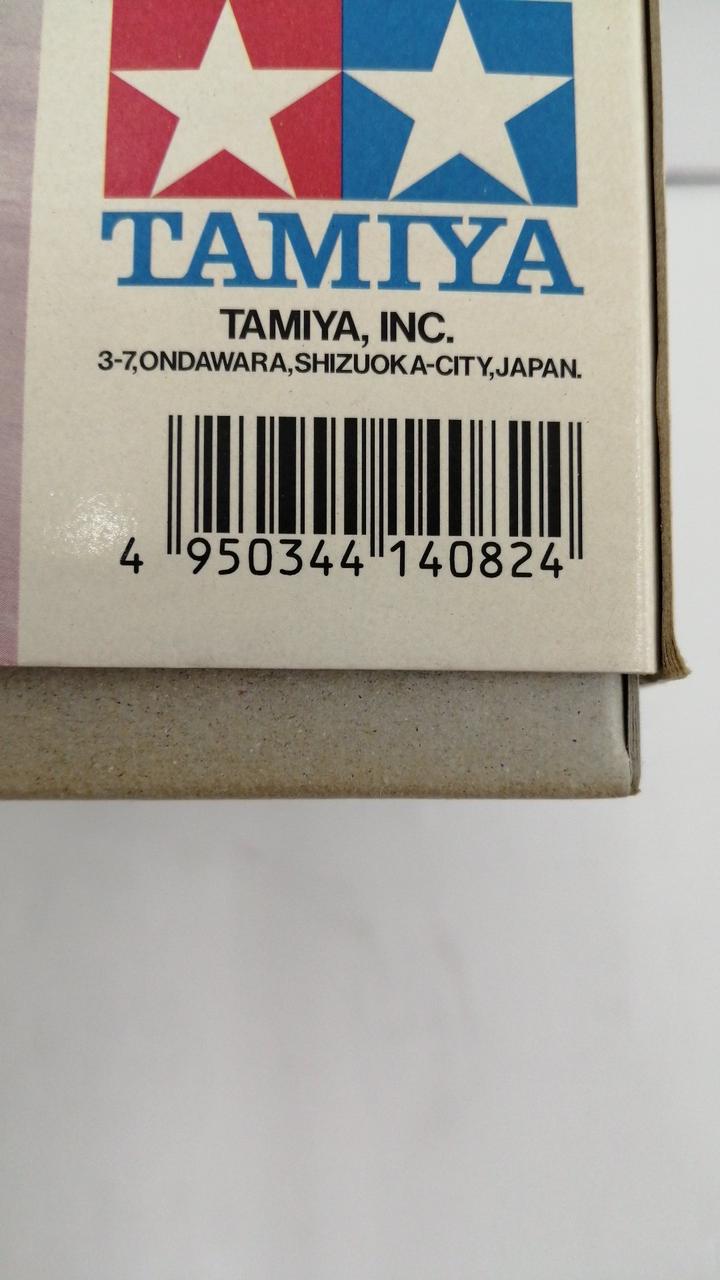 TAMIYA
TAMIYA, INC.
3-7,ONDAWARA,SHIZUOKA-CITY,JAPAN.
4 950344 140824